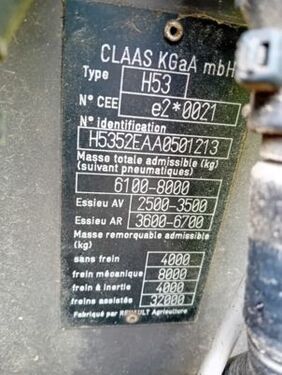 CLAAS KGaA mbH
Type H53
N° CEE e2*0021
N° identification
H5352EAA0501213
Masse totale admissible (kg)
(suivant pneumatiques)
6100-8000
Essieu AV 2500-3500
Essieu AR 3600-6700
Masse remorquable admissible
(kg)
sans frein 4000
frein mécanique 8000
frein à inertie 4000
freins assistée 32000
Fabriqué par RENAULT Agriculture